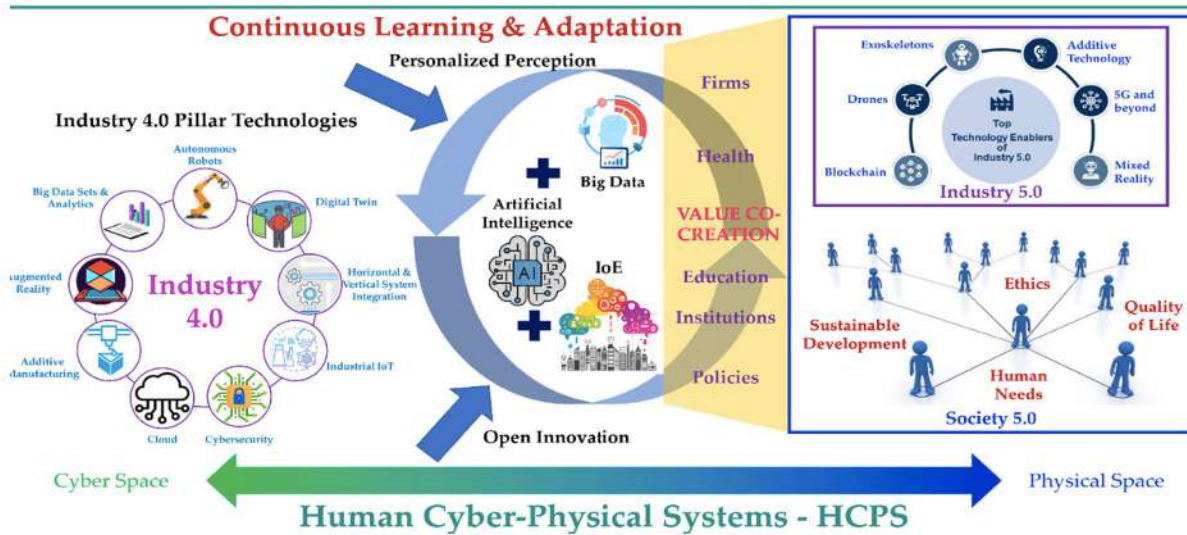 Continuous Learning & Adaptation
Personalized Perception
Industry 4.0 Pillar Technologies
Autonomous
Robots
Big Data Sets &
Analytics
Digital Twin
Reality
Industry
4.0
Horizontal &
Vertical System
Integration
Additive
Manufacturing
Industrial IoT
Cloud
Cybersecurity
Big Data
Artificial
Intelligence
AI
IoE
Open Innovation
Firms
Health
VALUE CO-
CREATION
Education
Institutions
Policies
Exoskeletons
Additive
Technology
Drones
5G and
beyond
Top
Technology Enablers
of
Industry 5.0
Blockchain
Mixed
Reality
Industry 5.0
Ethics
Sustainable
Development
Quality
of Life
Human
Needs
Society 5.0
Cyber Space
Physical Space
Human Cyber-Physical Systems - HCPS